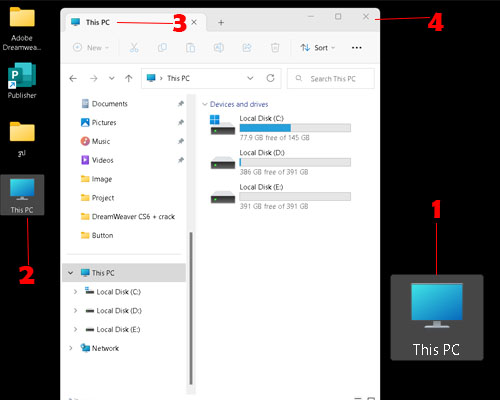 Adobe
Dreamwea...
Publisher
รูป
This PC
2
This PC
3
4
New
Sort
This PC
Search This PC
Documents
Pictures
Music
Videos
Image
Project
DreamWeaver CS6 + crack
Button
This PC
Local Disk (C:)
Local Disk (D:)
Local Disk (E:)
Network
Devices and drives
Local Disk (C:)
77.9 GB free of 145 GB
Local Disk (D:)
386 GB free of 391 GB
Local Disk (E:)
391 GB free of 391 GB
1
This PC